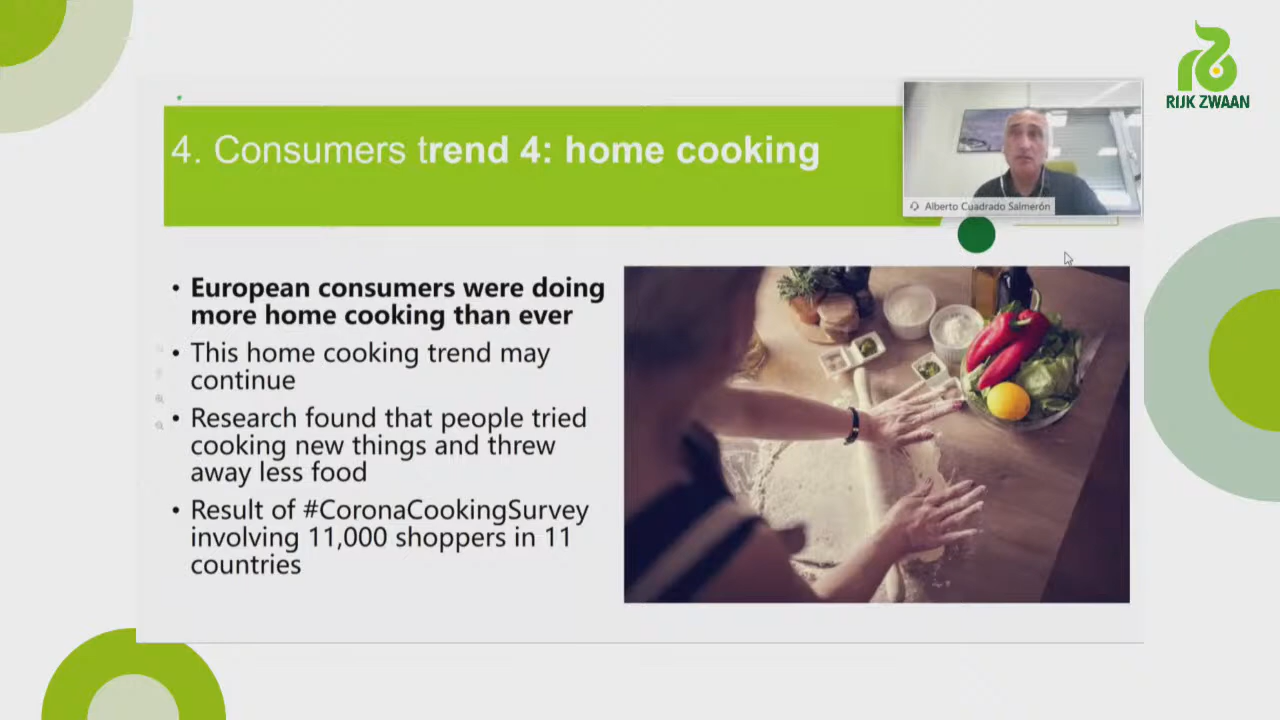 RIJK ZWAAN
4. Consumers trend 4: home cooking
Alberto Cuadrado Salmerón
• European consumers were doing
more home cooking than ever
• This home cooking trend may
continue
• Research found that people tried
cooking new things and threw
away less food
• Result of #CoronaCookingSurvey
involving 11,000 shoppers in 11
countries